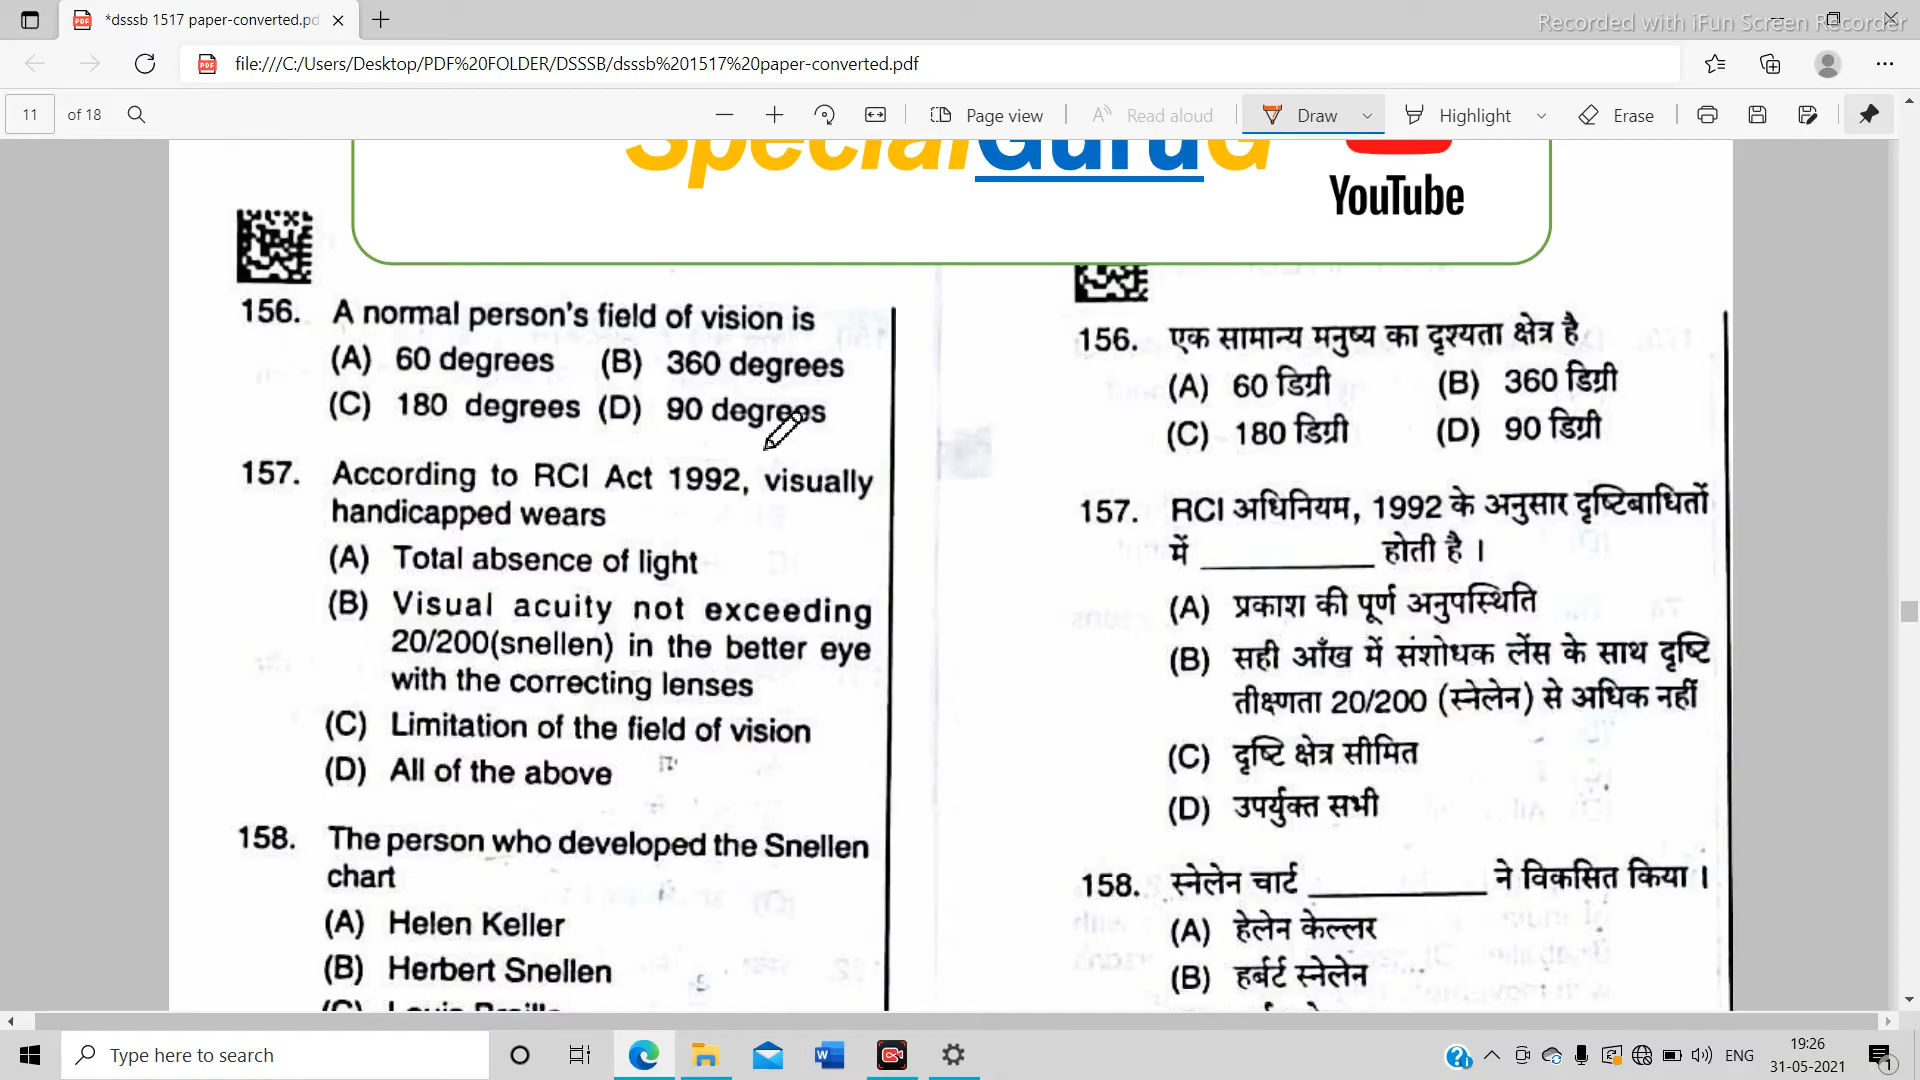 Recorded with iFun Screen Recorder
*dsssb 1517 paper-converted.pd
file:///C:/Users/Desktop/PDF%20FOLDER/DSSSB/dsssb%201517%20paper-converted.pdf
11 of 18
Page view
Read aloud
Draw
Highlight
Erase
SpecialGuruG
YouTube
156. A normal person's field of vision is
(A) 60 degrees (B) 360 degrees
(C) 180 degrees (D) 90 degrees
157. According to RCI Act 1992, visually
handicapped wears
(A) Total absence of light
(B) Visual acuity not exceeding
20/200(snellen) in the better eye
with the correcting lenses
(C) Limitation of the field of vision
(D) All of the above
158. The person who developed the Snellen
chart
(A) Helen Keller
(B) Herbert Snellen
(C) Louis Braille
156. एक सामान्य मनुष्य का दृश्यता क्षेत्र है
(A) 60 डिग्री (B) 360 डिग्री
(C) 180 डिग्री (D) 90 डिग्री
157. RCI अधिनियम, 1992 के अनुसार दृष्टिबाधितों
में ____________ होती है ।
(A) प्रकाश की पूर्ण अनुपस्थिति
(B) सही आँख में संशोधक लेंस के साथ दृष्टि
तीक्ष्णता 20/200 (स्नेलेन) से अधिक नहीं
(C) दृष्टि क्षेत्र सीमित
(D) उपर्युक्त सभी
158. स्नेलेन चार्ट ____________ ने विकसित किया ।
(A) हेलेन केल्लर
(B) हर्बर्ट स्नेलेन
Type here to search
ENG
19:26
31-05-2021
1